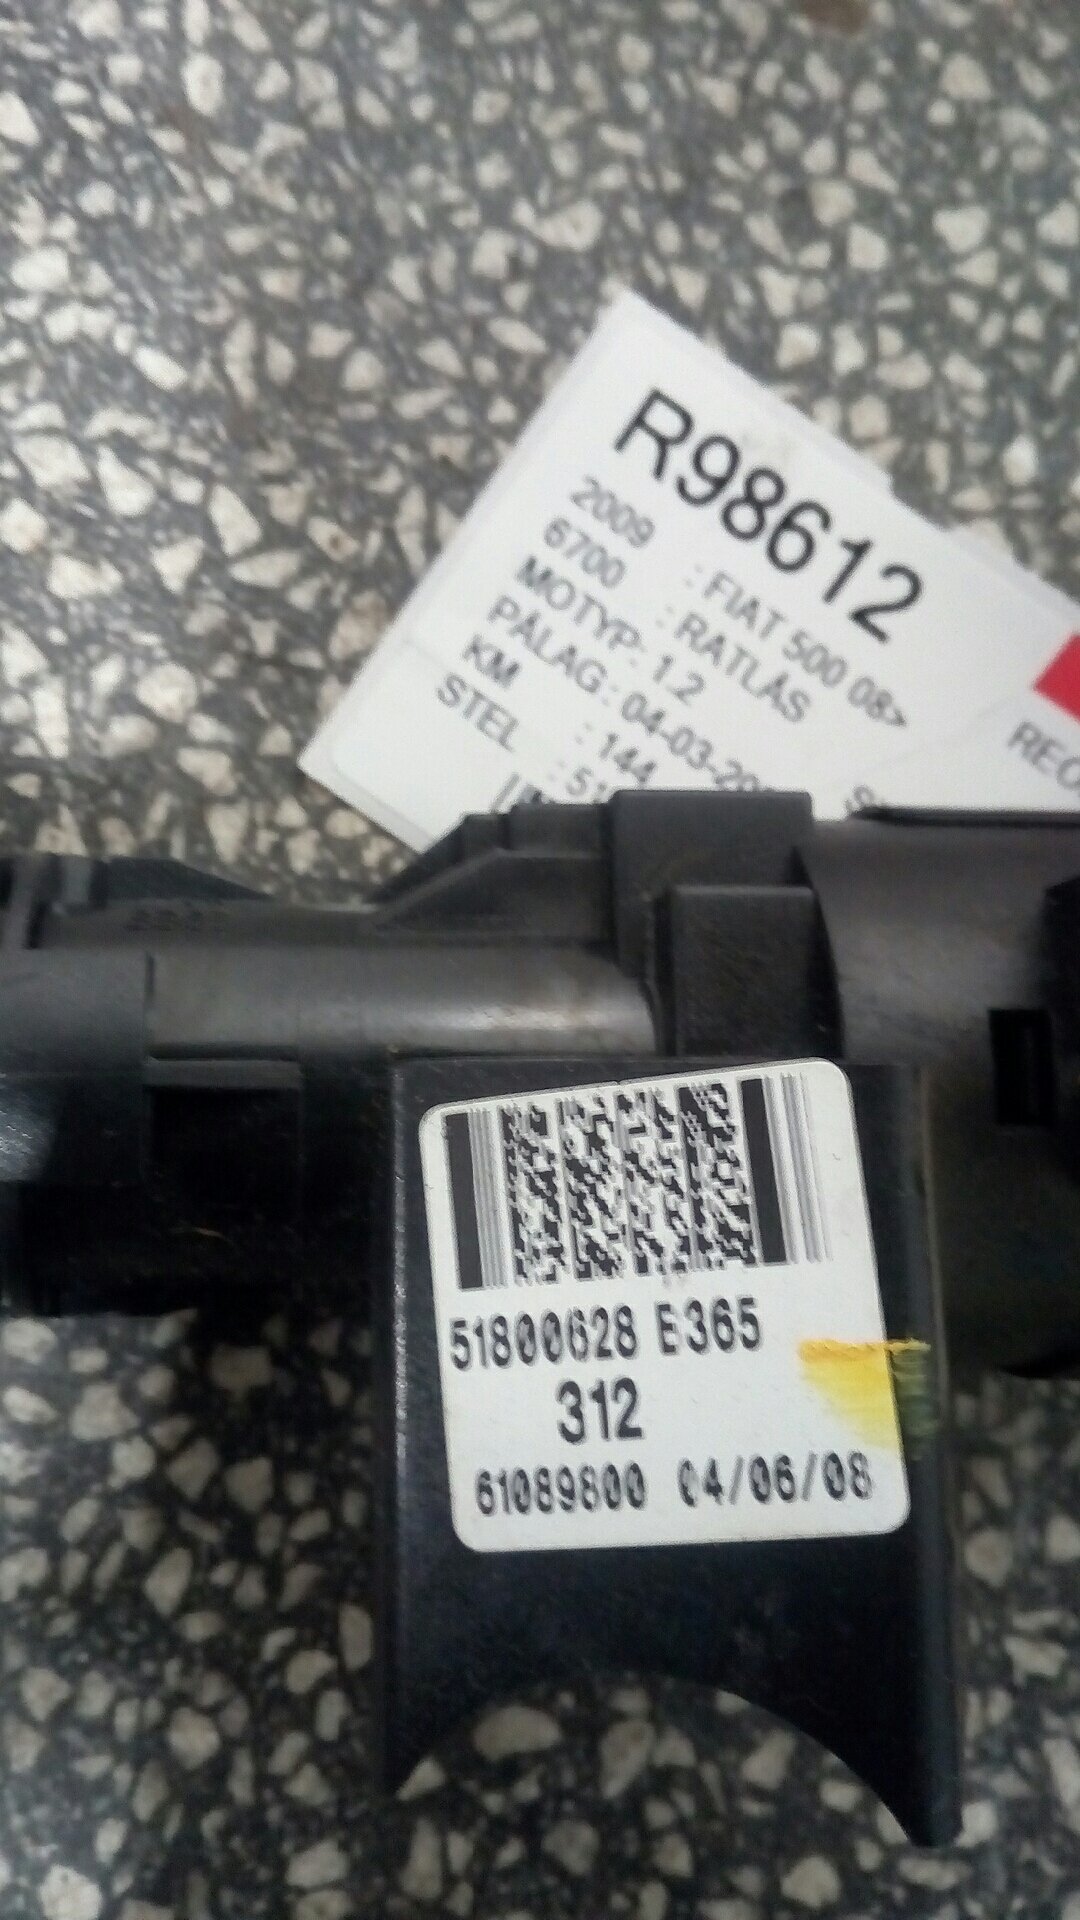 R98612
2009 : FIAT 500 08>
6700 : RATLÅS
MOTYP: 1.2
PÅLAG: 04-03-20
KM : 144
STEL : 51
REC
51800628 E365
312
61089800 04/06/08